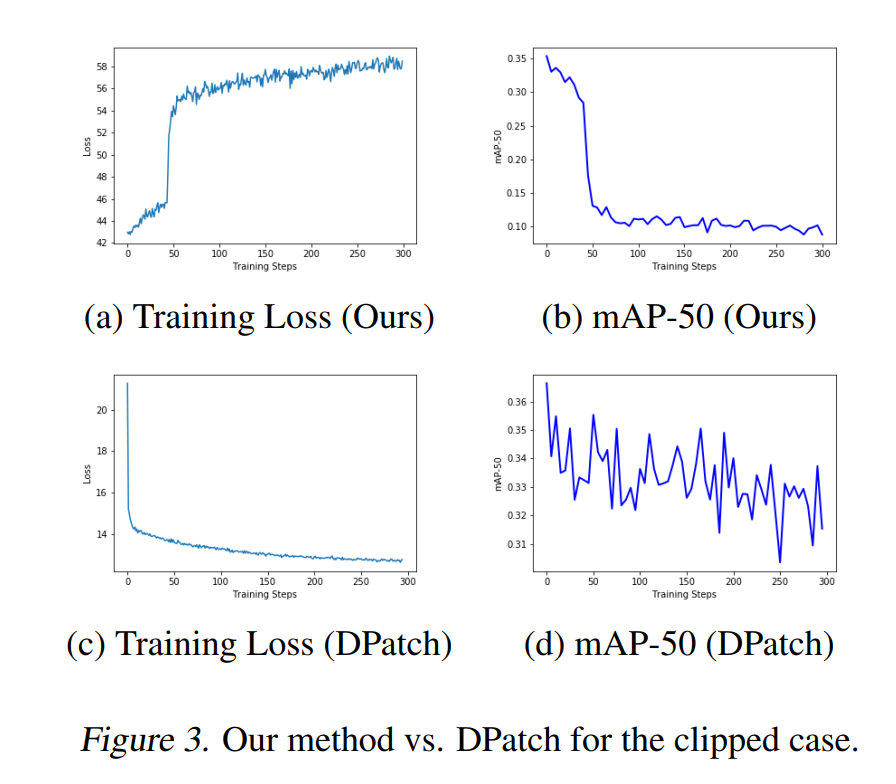 58
56
54
52
50
48
46
44
42
Loss
0 50 100 150 200 250 300
Training Steps
(a) Training Loss (Ours)
0.35
0.30
0.25
0.20
0.15
0.10
mAP-50
0 50 100 150 200 250 300
Training Steps
(b) mAP-50 (Ours)
20
18
16
14
Loss
0 50 100 150 200 250 300
Training Steps
(c) Training Loss (DPatch)
0.36
0.35
0.34
0.33
0.32
0.31
mAP-50
0 50 100 150 200 250 300
Training Steps
(d) mAP-50 (DPatch)
Figure 3. Our method vs. DPatch for the clipped case.